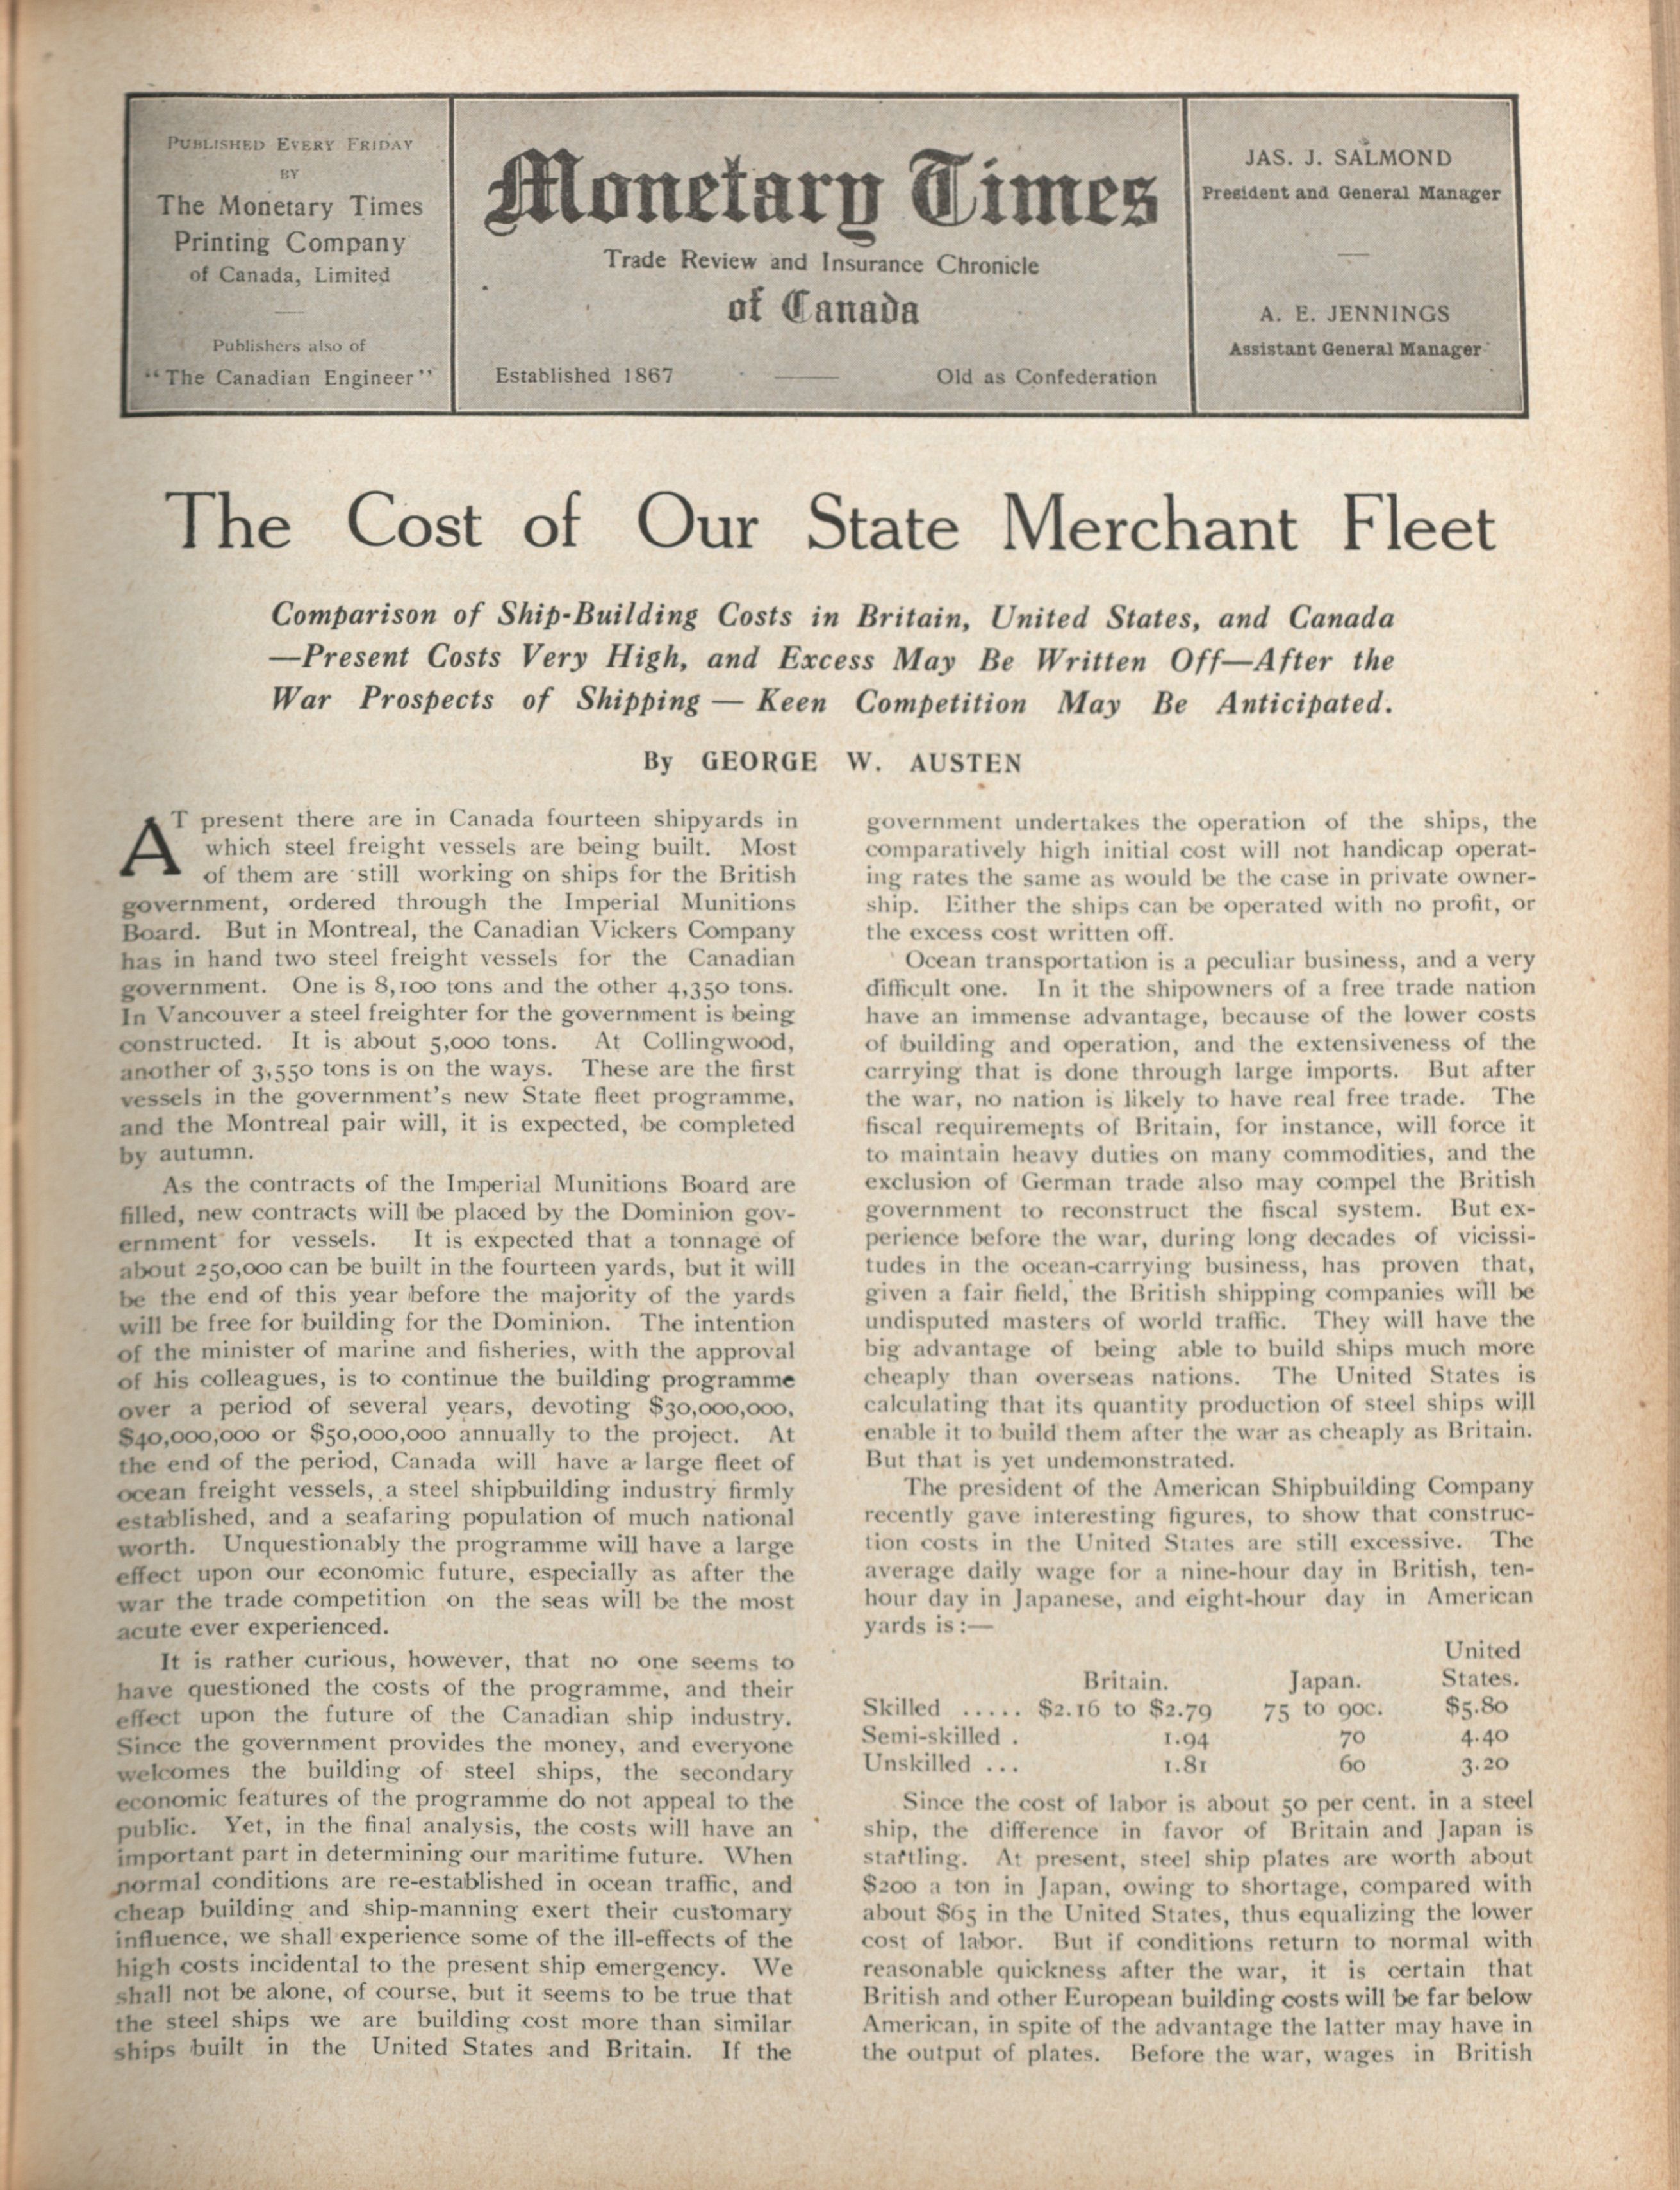 PUBLISHED EVERY FRIDAY
BY
The Monetary Times
Printing Company
of Canada, Limited
Publishers also of
"The Canadian Engineer"
Monetary Times
Trade Review and Insurance Chronicle
of Canada
Established 1867
Old as Confederation
JAS. J. SALMOND
President and General Manager
A. E. JENNINGS
Assistant General Manager
The Cost of Our State Merchant Fleet
Comparison of Ship-Building Costs in Britain, United States, and Canada
—Present Costs Very High, and Excess May Be Written Off—After the
War Prospects of Shipping — Keen Competition May Be Anticipated.
By GEORGE W. AUSTEN
AT present there are in Canada fourteen shipyards in
which steel freight vessels are being built. Most
of them are still working on ships for the British
government, ordered through the Imperial Munitions
Board. But in Montreal, the Canadian Vickers Company
has in hand two steel freight vessels for the Canadian
government. One is 8,100 tons and the other 4,350 tons.
In Vancouver a steel freighter for the government is being
constructed. It is about 5,000 tons. At Collingwood,
another of 3,550 tons is on the ways. These are the first
vessels in the government's new State fleet programme,
and the Montreal pair will, it is expected, be completed
by autumn.
As the contracts of the Imperial Munitions Board are
filled, new contracts will be placed by the Dominion gov-
ernment for vessels. It is expected that a tonnage of
about 250,000 can be built in the fourteen yards, but it will
be the end of this year before the majority of the yards
will be free for building for the Dominion. The intention
of the minister of marine and fisheries, with the approval
of his colleagues, is to continue the building programme
over a period of several years, devoting $30,000,000,
$40,000,000 or $50,000,000 annually to the project. At
the end of the period, Canada will have a large fleet of
ocean freight vessels, a steel shipbuilding industry firmly
established, and a seafaring population of much national
worth. Unquestionably the programme will have a large
effect upon our economic future, especially as after the
war the trade competition on the seas will be the most
acute ever experienced.
It is rather curious, however, that no one seems to
have questioned the costs of the programme, and their
effect upon the future of the Canadian ship industry.
Since the government provides the money, and everyone
welcomes the building of steel ships, the secondary
economic features of the programme do not appeal to the
public. Yet, in the final analysis, the costs will have an
important part in determining our maritime future. When
normal conditions are re-established in ocean traffic, and
cheap building and ship-manning exert their customary
influence, we shall experience some of the ill-effects of the
high costs incidental to the present ship emergency. We
shall not be alone, of course, but it seems to be true that
the steel ships we are building cost more than similar
ships built in the United States and Britain. If the
government undertakes the operation of the ships, the
comparatively high initial cost will not handicap operat-
ing rates the same as would be the case in private owner-
ship. Either the ships can be operated with no profit, or
the excess cost written off.
Ocean transportation is a peculiar business, and a very
difficult one. In it the shipowners of a free trade nation
have an immense advantage, because of the lower costs
of building and operation, and the extensiveness of the
carrying that is done through large imports. But after
the war, no nation is likely to have real free trade. The
fiscal requirements of Britain, for instance, will force it
to maintain heavy duties on many commodities, and the
exclusion of German trade also may compel the British
government to reconstruct the fiscal system. But ex-
perience before the war, during long decades of vicissi-
tudes in the ocean-carrying business, has proven that,
given a fair field, the British shipping companies will be
undisputed masters of world traffic. They will have the
big advantage of being able to build ships much more
cheaply than overseas nations. The United States is
calculating that its quantity production of steel ships will
enable it to build them after the war as cheaply as Britain.
But that is yet undemonstrated.
The president of the American Shipbuilding Company
recently gave interesting figures, to show that construc-
tion costs in the United States are still excessive. The
average daily wage for a nine-hour day in British, ten-
hour day in Japanese, and eight-hour day in American
yards is:—
United
Britain. Japan. States.
Skilled ..... $2.16 to $2.79 75 to 90c. $5.80
Semi-skilled . 1.94 70 4.40
Unskilled ... 1.81 60 3.20
Since the cost of labor is about 50 per cent. in a steel
ship, the difference in favor of Britain and Japan is
startling. At present, steel ship plates are worth about
$200 a ton in Japan, owing to shortage, compared with
about $65 in the United States, thus equalizing the lower
cost of labor. But if conditions return to normal with
reasonable quickness after the war, it is certain that
British and other European building costs will be far below
American, in spite of the advantage the latter may have in
the output of plates. Before the war, wages in British